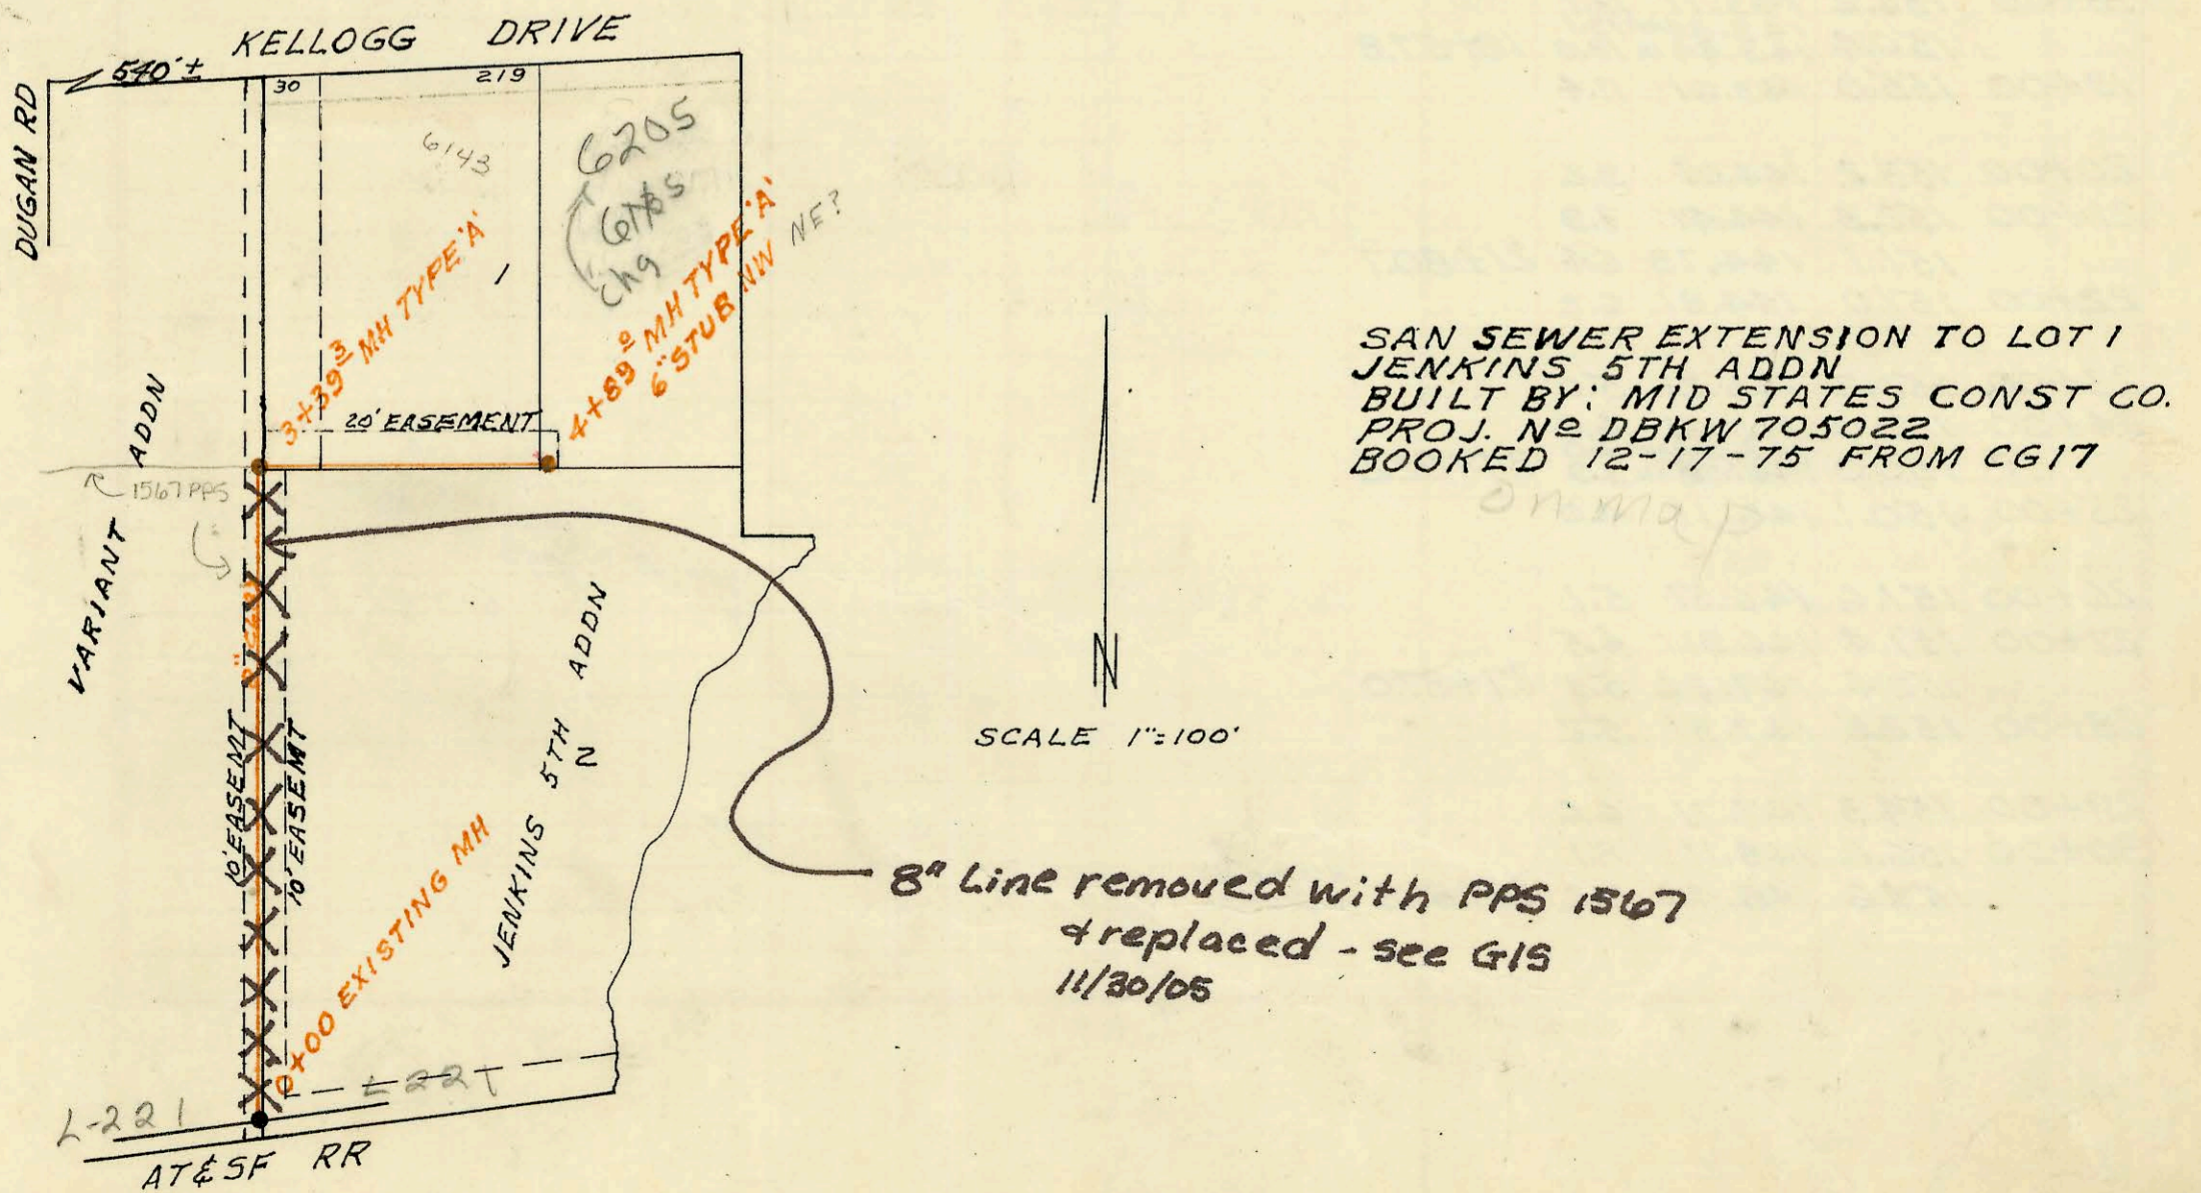 KELLOGG DRIVE
540'±
DUGAN RD
30
219
6143
6205
chg
3+39³ MH TYPE 'A'
1
4+89⁰ MH TYPE 'A'
6" STUB NW
NE?
20' EASEMENT
VARIANT ADDN
1567 PPS
10' EASEMT
10' EASEMT
JENKINS 5TH ADDN
2
0+00 EXISTING MH
L-221
L-221
AT&SF RR
N
SCALE 1"=100'
SAN SEWER EXTENSION TO LOT 1
JENKINS 5TH ADDN
BUILT BY: MID STATES CONST CO.
PROJ. Nº DBKW 705022
BOOKED 12-17-75 FROM CG17
on map
8" Line removed with PPS 1567
& replaced - see GIS
11/30/05